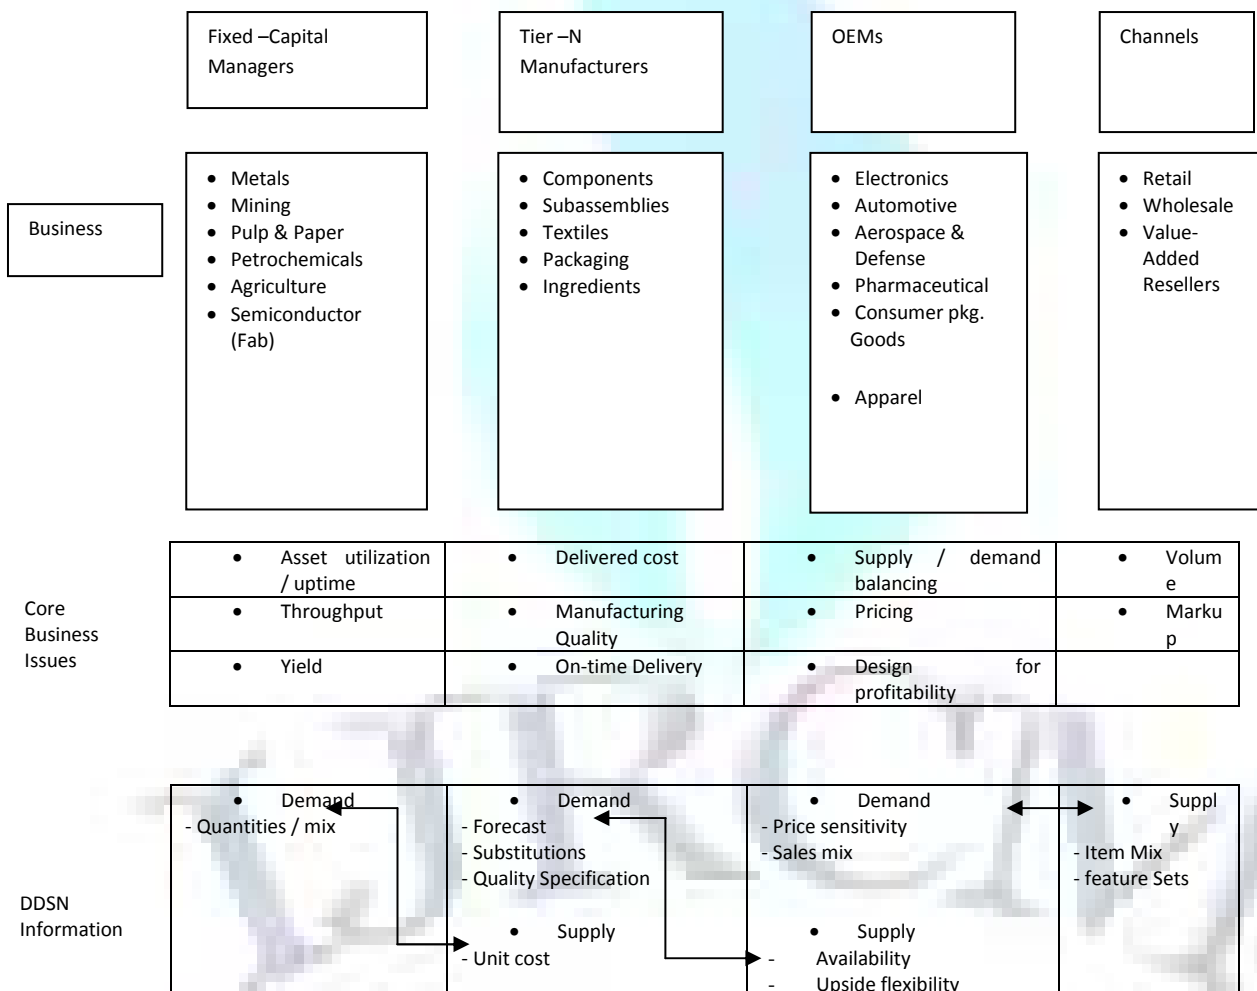 Fixed –Capital
Managers
Tier –N
Manufacturers
OEMs
Channels
Business
• Metals
• Mining
• Pulp & Paper
• Petrochemicals
• Agriculture
• Semiconductor
(Fab)
• Components
• Subassemblies
• Textiles
• Packaging
• Ingredients
• Electronics
• Automotive
• Aerospace &
Defense
• Pharmaceutical
• Consumer pkg.
Goods
• Apparel
• Retail
• Wholesale
• Value-
Added
Resellers
Core
Business
Issues
• Asset utilization
/ uptime
• Delivered cost
• Supply / demand
balancing
• Volum
e
• Throughput
• Manufacturing
Quality
• Pricing
• Marku
p
• Yield
• On-time Delivery
• Design for
profitability
DDSN
Information
• Demand
- Quantities / mix
• Demand
- Forecast
- Substitutions
- Quality Specification
• Supply
- Unit cost
• Demand
- Price sensitivity
- Sales mix
• Supply
- Availability
- Upside flexibility
• Suppl
y
- Item Mix
- feature Sets